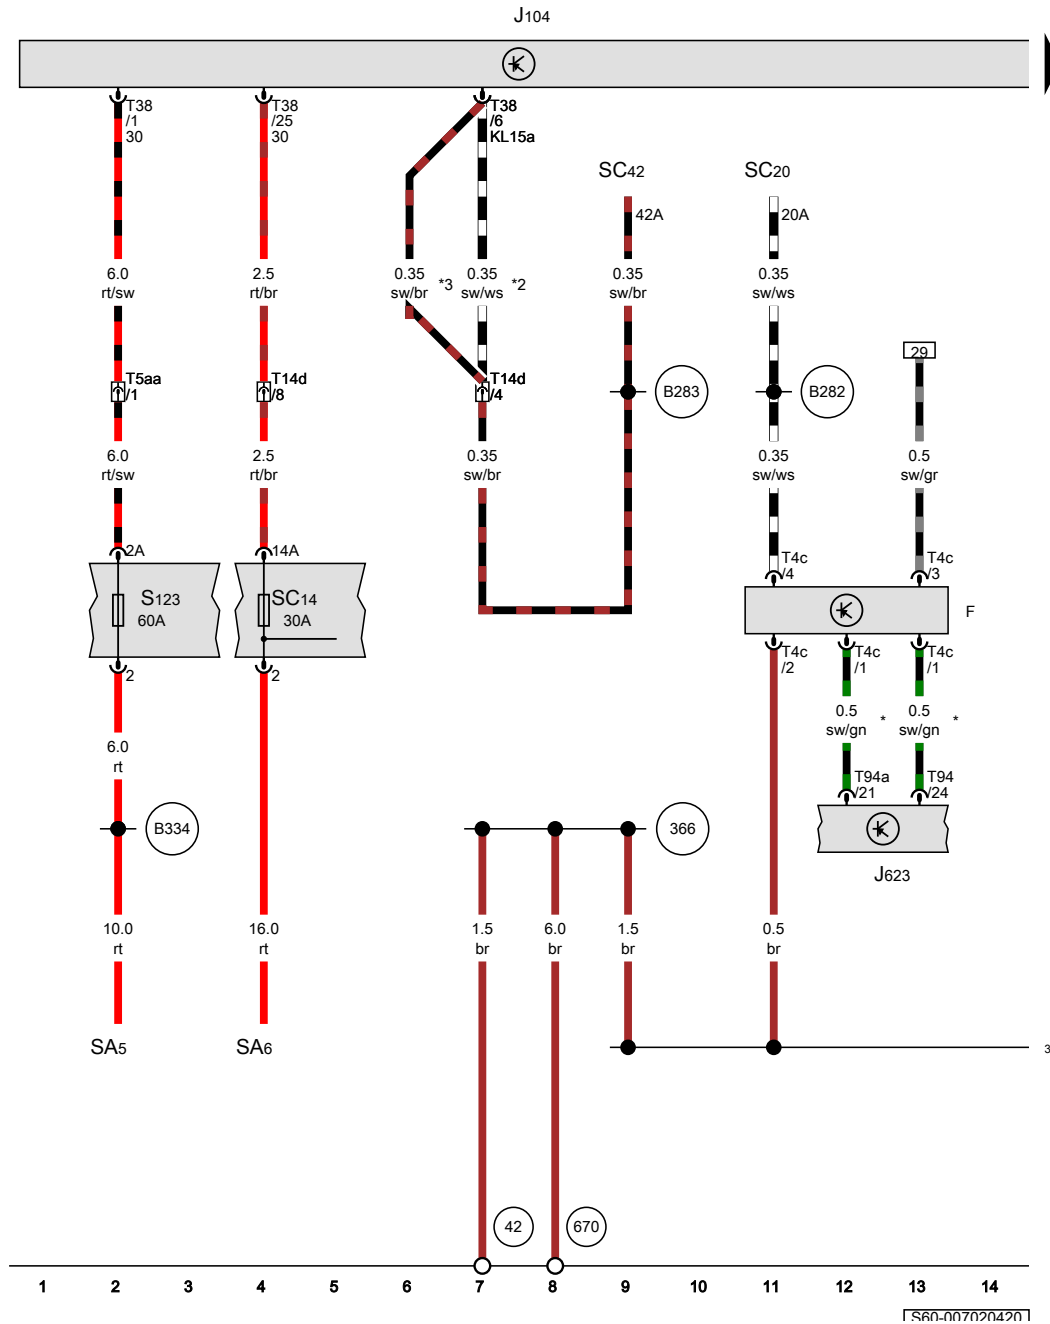 J104
T38
/1
30
T38
/25
30
T38
/6
KL15a
SC42
SC20
42A
20A
6.0
rt/sw
2.5
rt/br
0.35
sw/br
*3
0.35
sw/ws
*2
0.35
sw/br
0.35
sw/ws
29
T5aa
/1
T14d
/8
T14d
/4
B283
B282
6.0
rt/sw
2.5
rt/br
0.35
sw/br
0.35
sw/ws
0.5
sw/gr
2A
14A
T4c
/4
T4c
/3
S123
60A
SC14
30A
F
2
2
T4c
/2
T4c
/1
T4c
/1
0.5
sw/gn
*
0.5
sw/gn
*
6.0
rt
T94a
/21
T94
/24
B334
366
J623
10.0
rt
16.0
rt
1.5
br
6.0
br
1.5
br
0.5
br
SA5
SA6
3
42
670
1 2 3 4 5 6 7 8 9 10 11 12 13 14
S60-007020420